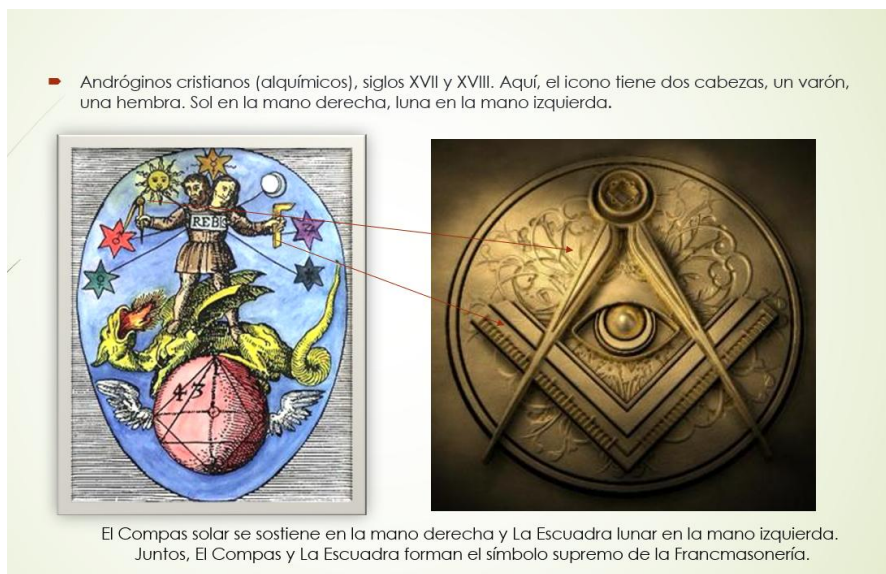 Andróginos cristianos (alquímicos), siglos XVII y XVIII. Aquí, el icono tiene dos cabezas, un varón,
una hembra. Sol en la mano derecha, luna en la mano izquierda.
REB
43
El Compas solar se sostiene en la mano derecha y La Escuadra lunar en la mano izquierda.
Juntos, El Compas y La Escuadra forman el símbolo supremo de la Francmasonería.